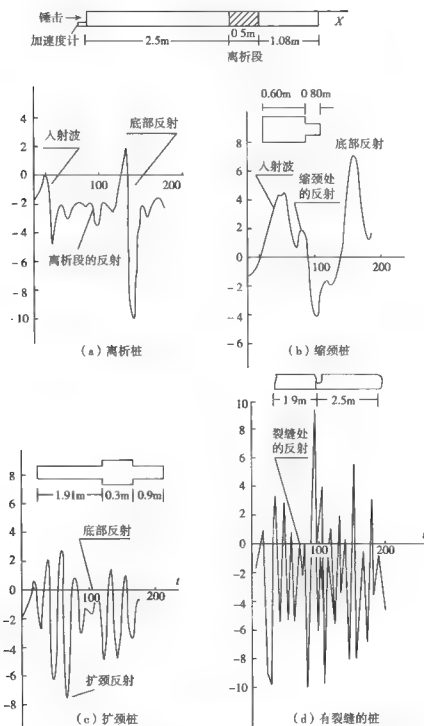 锤击
加速度计
X
2.5m
0 5m
1.08m
离析段
4
2
0
-2
-4
-6
-8
-10
入射波
底部反射
100
200
t
离析段的反射
(a) 离析桩
0.60m
0 80m
8
6
4
2
0
-2
-4
-6
入射波
缩颈处的反射
底部反射
100
200
t
(b) 缩颈桩
1.91m
0.3m
0.9m
8
6
4
2
0
-2
-4
-6
-8
底部反射
100
200
t
扩颈反射
(c) 扩颈桩
1.9m
2.5m
10
8
6
4
2
0
-2
-4
-6
-8
-10
裂缝处的反射
100
200
t
(d) 有裂缝的桩